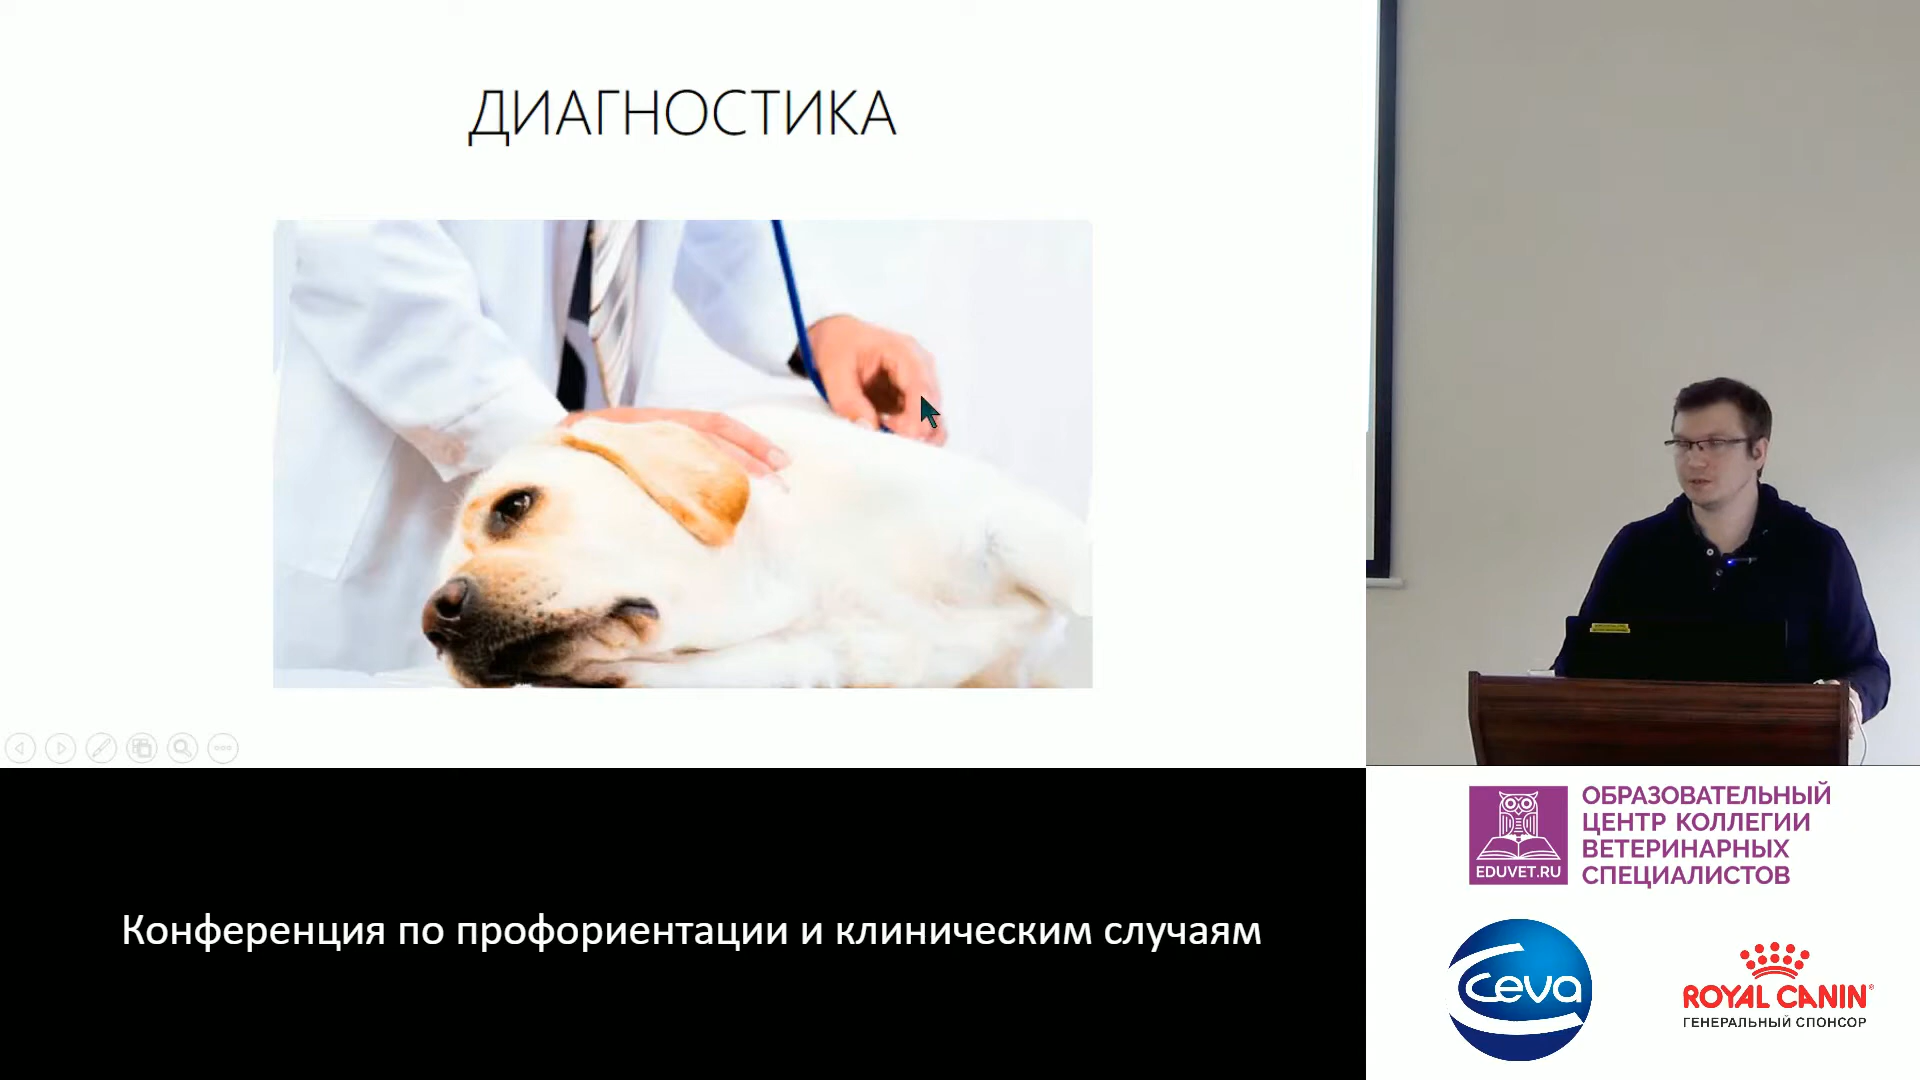 ДИАГНОСТИКА
Конференция по профориентации и клиническим случаям
EDUVET.RU
ОБРАЗОВАТЕЛЬНЫЙ
ЦЕНТР КОЛЛЕГИИ
ВЕТЕРИНАРНЫХ
СПЕЦИАЛИСТОВ
ceva
ROYAL CANIN®
ГЕНЕРАЛЬНЫЙ СПОНСОР